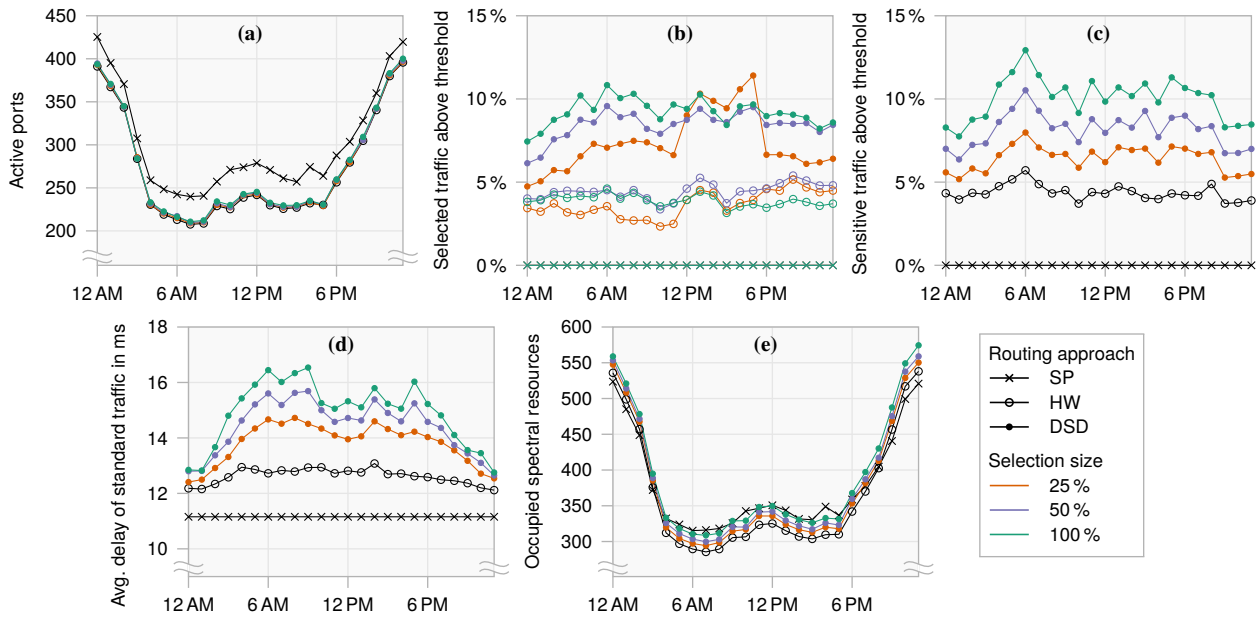 (a)
Active ports
450
400
350
300
250
200
12 AM
6 AM
12 PM
6 PM
(b)
Selected traffic above threshold
15 %
10 %
5 %
0 %
12 AM
6 AM
12 PM
6 PM
(c)
Sensitive traffic above threshold
15 %
10 %
5 %
0 %
12 AM
6 AM
12 PM
6 PM
(d)
Avg. delay of standard traffic in ms
18
16
14
12
10
12 AM
6 AM
12 PM
6 PM
(e)
Occupied spectral resources
600
550
500
450
400
350
300
12 AM
6 AM
12 PM
6 PM
Routing approach
SP
HW
DSD
Selection size
25 %
50 %
100 %